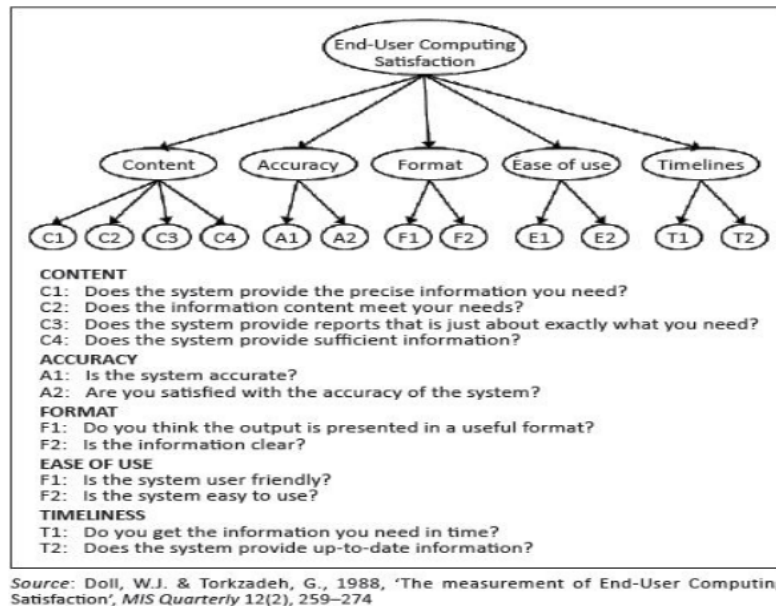 End-User Computing
Satisfaction
Content Accuracy Format Ease of use Timelines
C1 C2 C3 C4 A1 A2 F1 F2 E1 E2 T1 T2
CONTENT
C1: Does the system provide the precise information you need?
C2: Does the information content meet your needs?
C3: Does the system provide reports that is just about exactly what you need?
C4: Does the system provide sufficient information?
ACCURACY
A1: Is the system accurate?
A2: Are you satisfied with the accuracy of the system?
FORMAT
F1: Do you think the output is presented in a useful format?
F2: Is the information clear?
EASE OF USE
F1: Is the system user friendly?
F2: Is the system easy to use?
TIMELINESS
T1: Do you get the information you need in time?
T2: Does the system provide up-to-date information?
Source: Doll, W.J. & Torkzadeh, G., 1988, ‘The measurement of End-User Computin
Satisfaction’, MIS Quarterly 12(2), 259–274